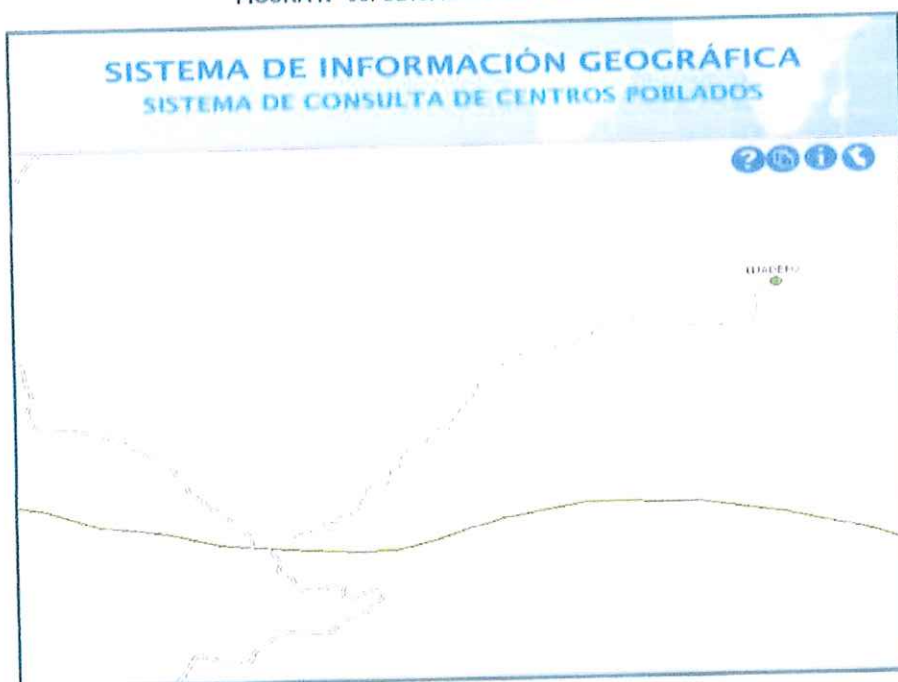 SISTEMA DE INFORMACIÓN GEOGRÁFICA
SISTEMA DE CONSULTA DE CENTROS POBLADOS